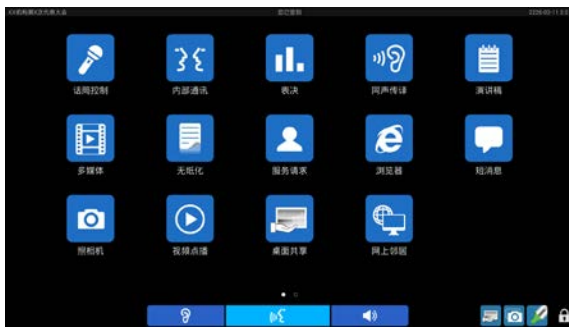 话筒控制 内部通讯 表决 同声传译 演讲稿
多媒体 无纸化 服务请求 浏览器 短消息
照相机 视频点播 桌面共享 网上邻居